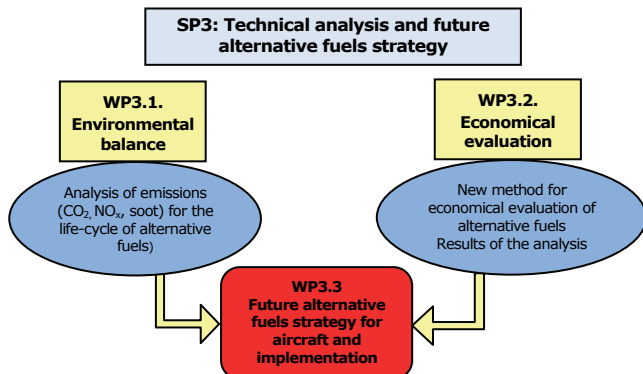 SP3: Technical analysis and future
alternative fuels strategy
WP3.1.
Environmental
balance
WP3.2.
Economical
evaluation
Analysis of emissions
(CO₂, NOₓ, soot) for the
life-cycle of alternative
fuels)
New method for
economical evaluation of
alternative fuels
Results of the analysis
WP3.3
Future alternative
fuels strategy for
aircraft and
implementation